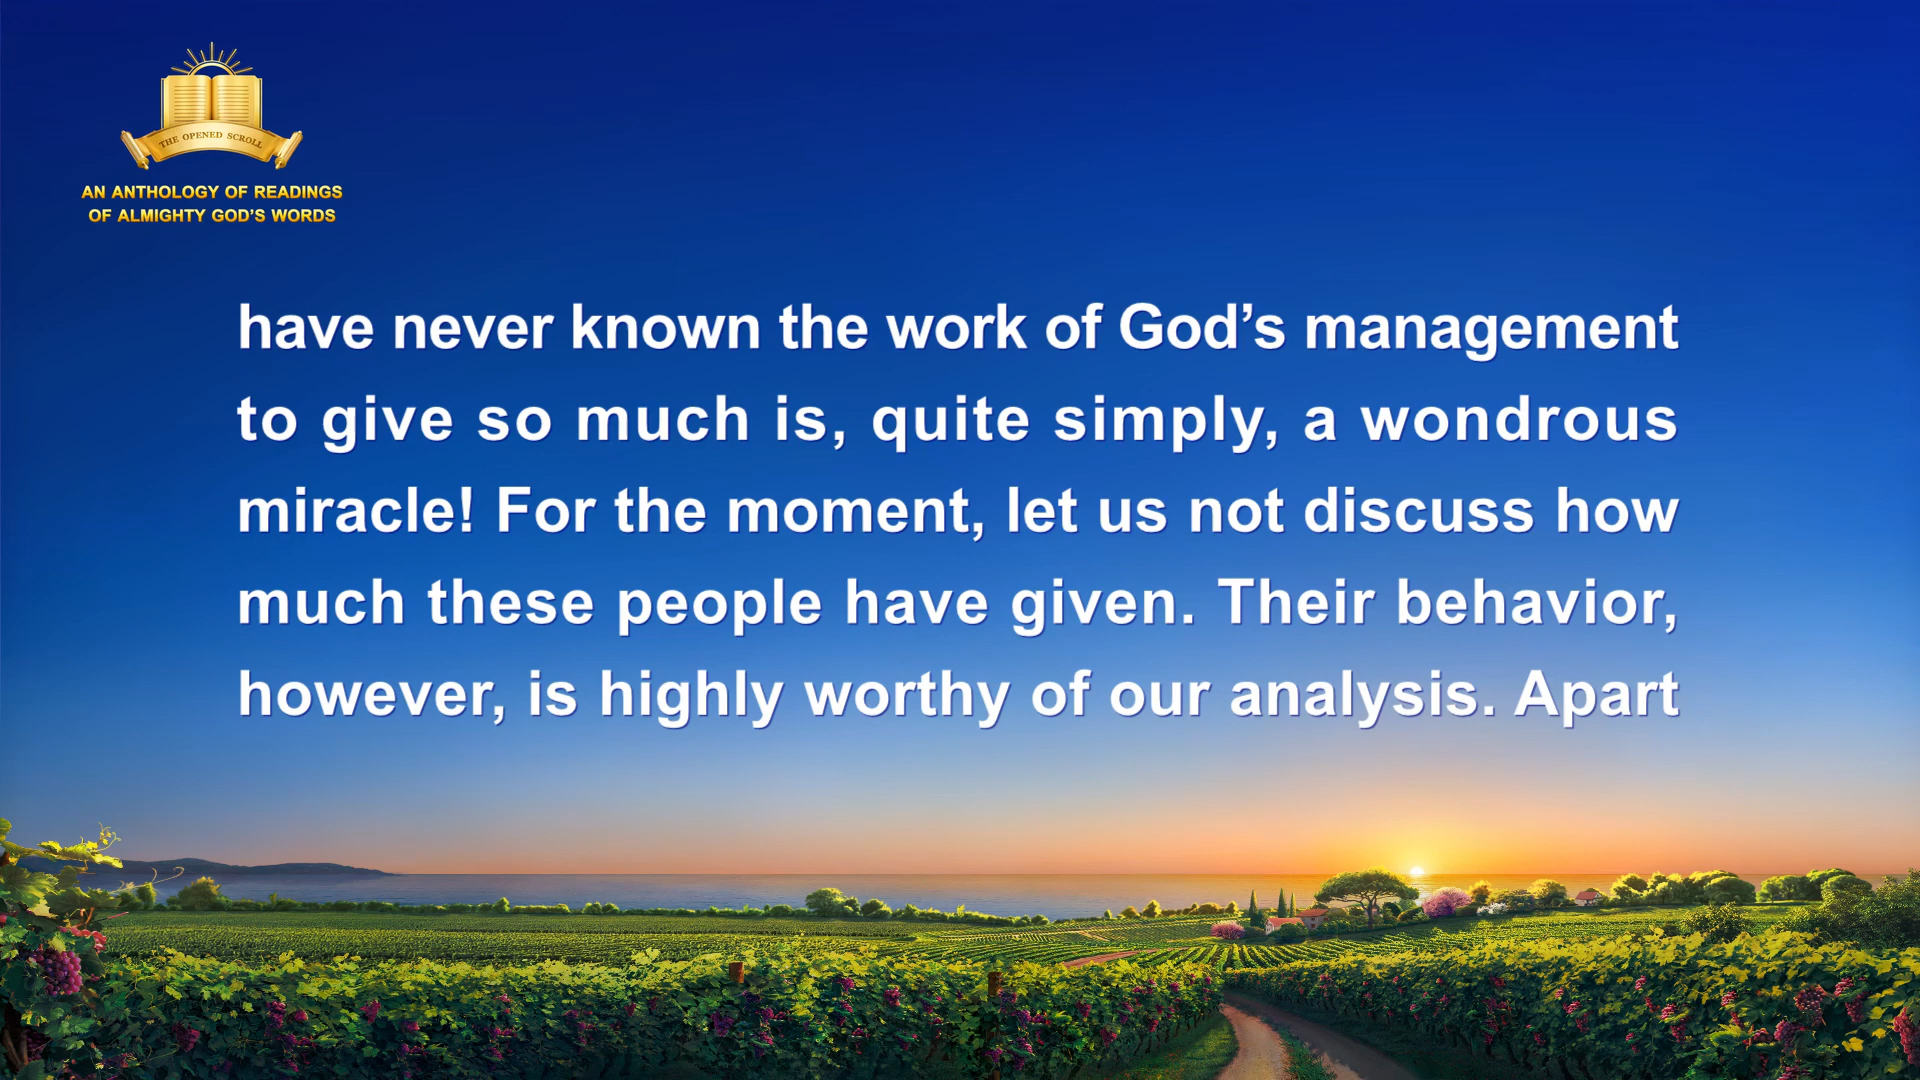 THE OPENED SCROLL
AN ANTHOLOGY OF READINGS
OF ALMIGHTY GOD’S WORDS
have never known the work of God’s management
to give so much is, quite simply, a wondrous
miracle! For the moment, let us not discuss how
much these people have given. Their behavior,
however, is highly worthy of our analysis. Apart